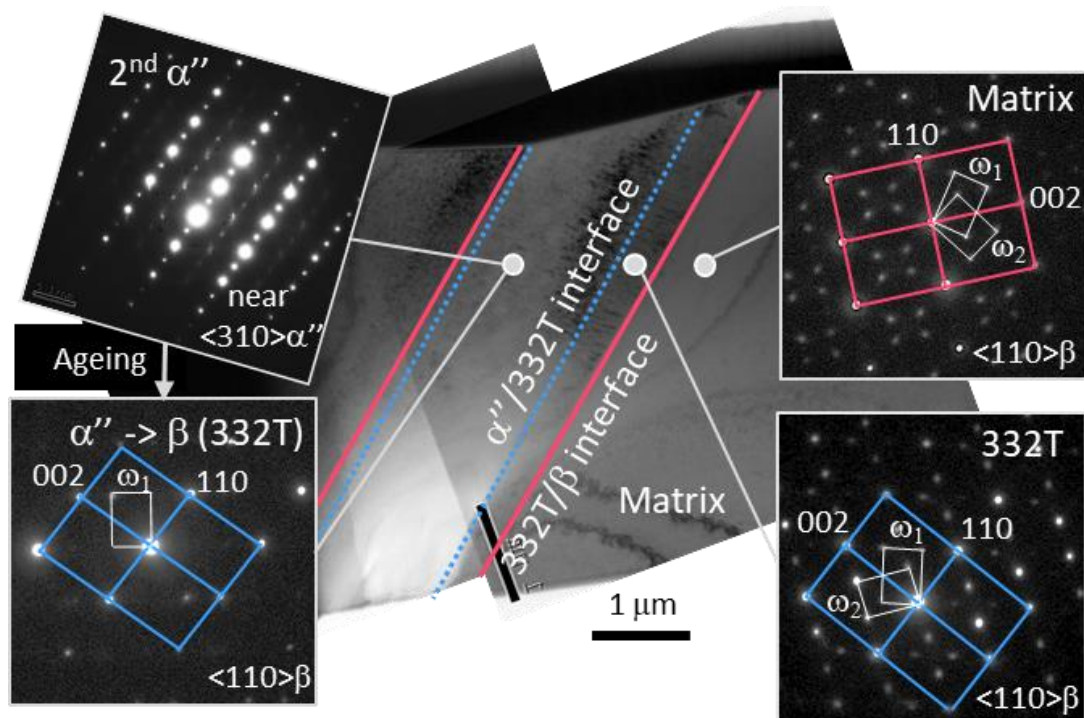 2nd α''
near
<310>α''
Ageing
α'' -> β (332T)
002
ω1
110
<110>β
α''/332T interface
332T/β interface
Matrix
1 μm
Matrix
110
ω1
002
ω2
<110>β
332T
002
ω1
110
ω2
<110>β